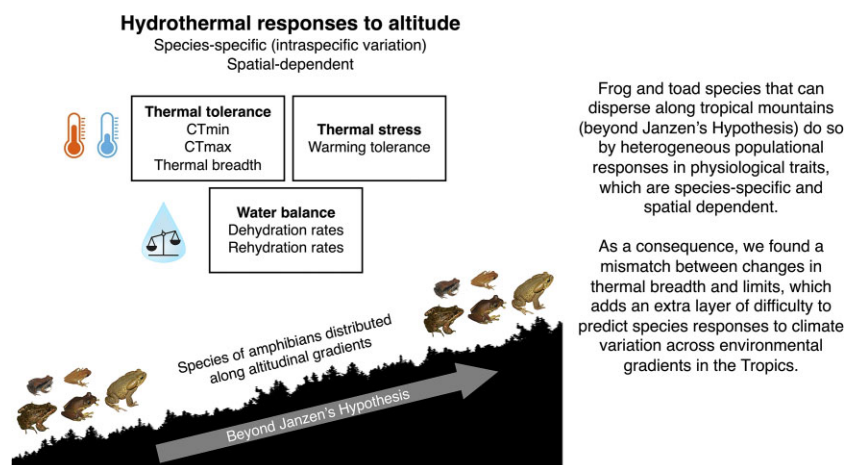 Hydrothermal responses to altitude
Species-specific (intraspecific variation)
Spatial-dependent
Thermal tolerance
CTmin
CTmax
Thermal breadth
Thermal stress
Warming tolerance
Water balance
Dehydration rates
Rehydration rates
Species of amphibians distributed
along altitudinal gradients
Beyond Janzen's Hypothesis
Frog and toad species that can
disperse along tropical mountains
(beyond Janzen's Hypothesis) do so
by heterogeneous populational
responses in physiological traits,
which are species-specific and
spatial dependent.
As a consequence, we found a
mismatch between changes in
thermal breadth and limits, which
adds an extra layer of difficulty to
predict species responses to climate
variation across environmental
gradients in the Tropics.